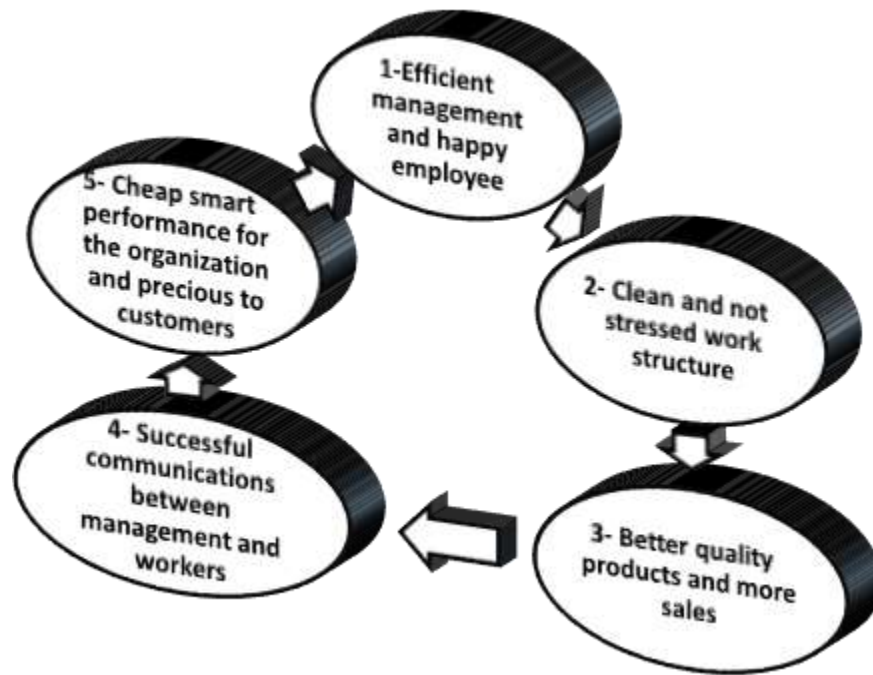 1-Efficient
management
and happy
employee
2- Clean and not
stressed work
structure
3- Better quality
products and more
sales
4- Successful
communications
between
management and
workers
5- Cheap smart
performance for
the organization
and precious to
customers